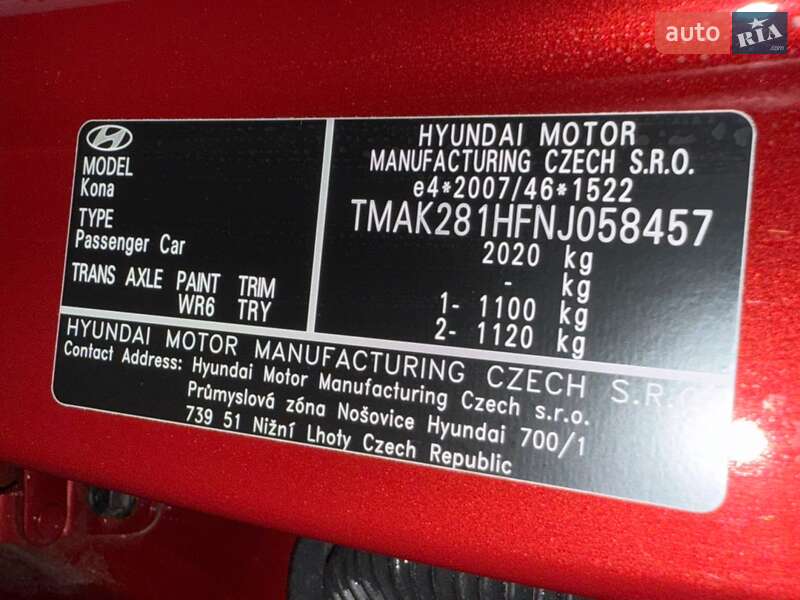 auto RIA .com
MODEL
Kona
TYPE
Passenger Car
TRANS AXLE PAINT TRIM
WR6 TRY
HYUNDAI MOTOR
MANUFACTURING CZECH S.R.O.
e4*2007/46*1522
TMAK281HFNJ058457
2020 kg
- kg
1- 1100 kg
2- 1120 kg
HYUNDAI MOTOR MANUFACTURING CZECH S.R.O.
Contact Address: Hyundai Motor Manufacturing Czech s.r.o.
Průmyslová zóna Nošovice Hyundai 700/1
739 51 Nižní Lhoty Czech Republic